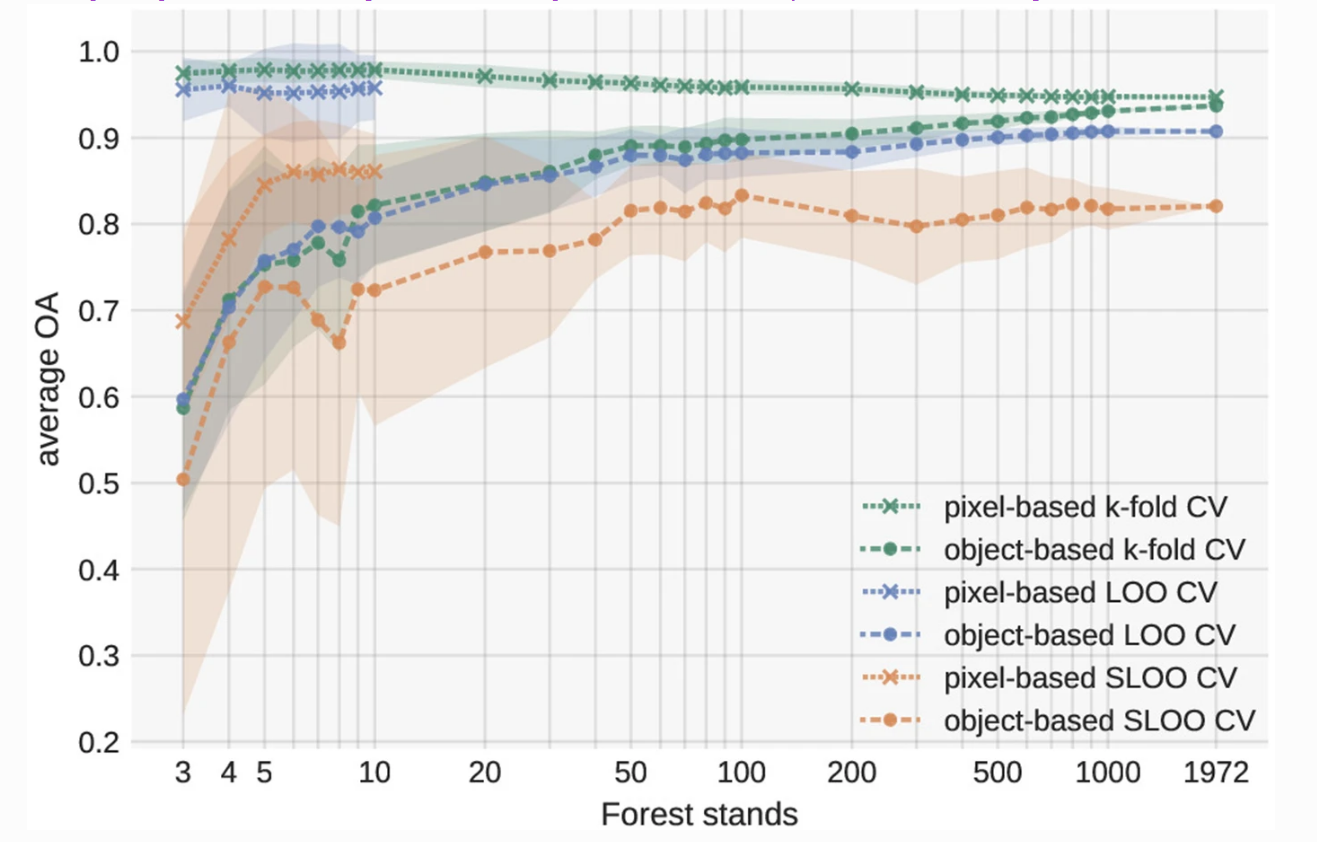 1.0
0.9
0.8
0.7
0.6
0.5
0.4
0.3
0.2
average OA
pixel-based k-fold CV
object-based k-fold CV
pixel-based LOO CV
object-based LOO CV
pixel-based SLOO CV
object-based SLOO CV
3 4 5 10 20 50 100 200 500 1000 1972
Forest stands